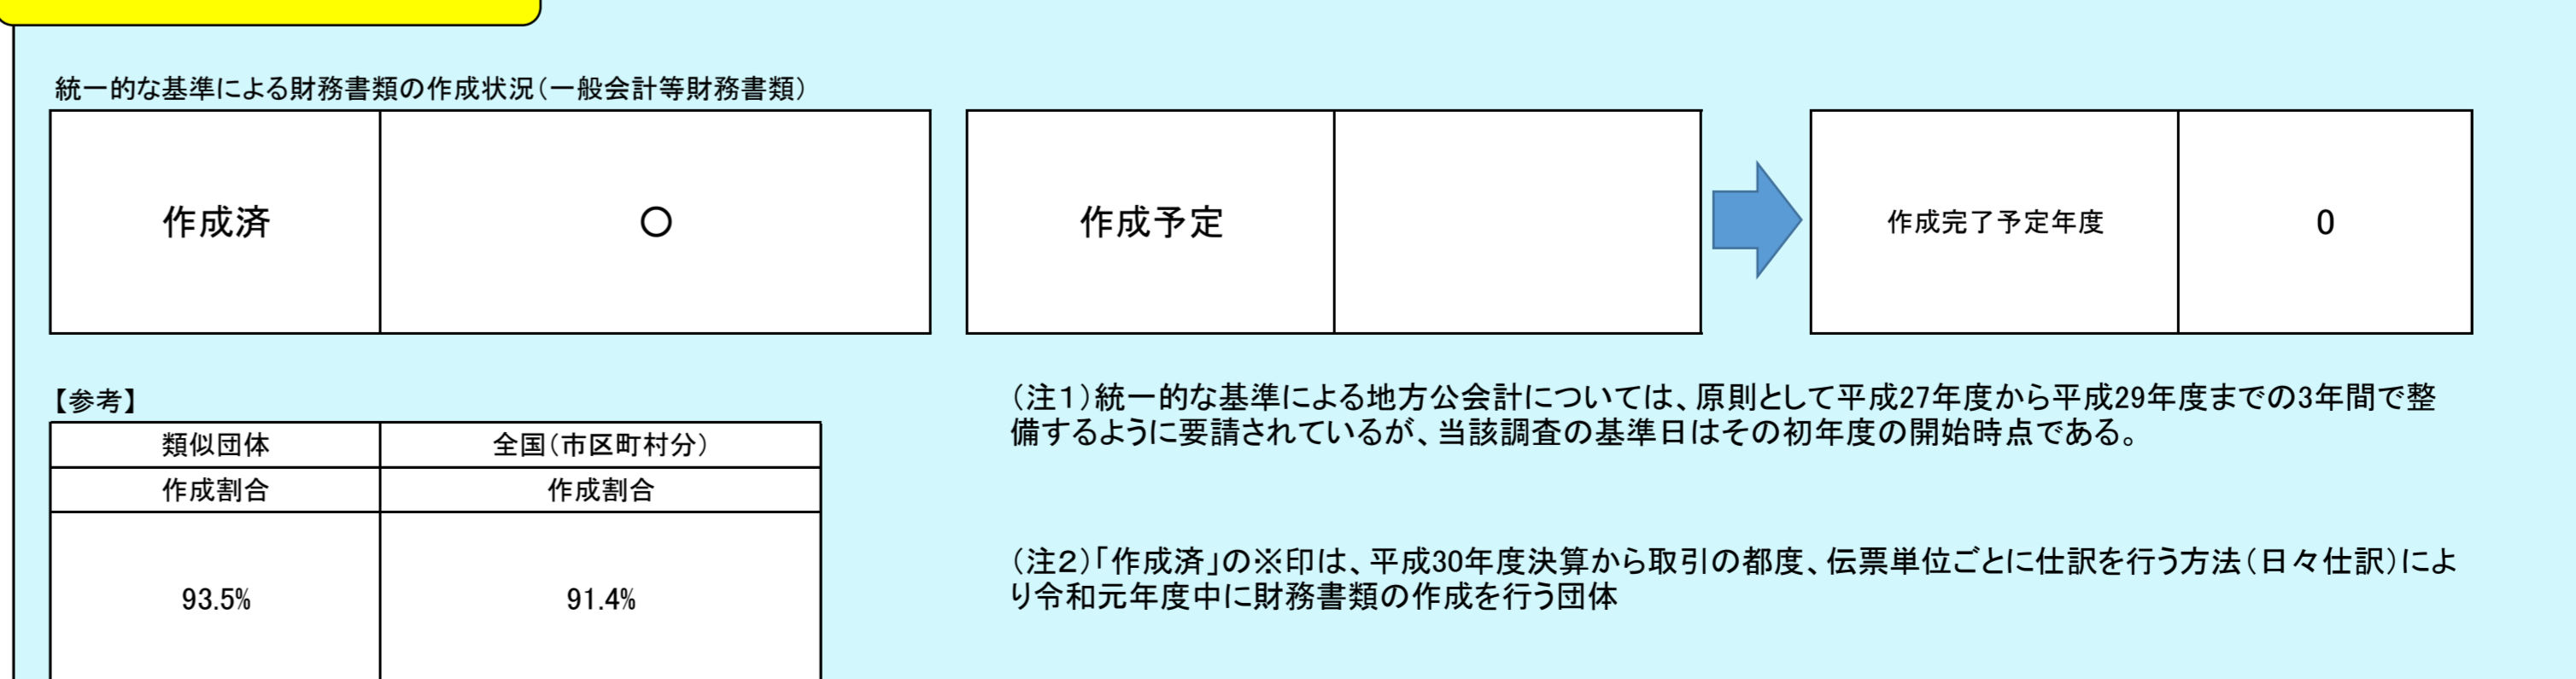 統一的な基準による財務書類の作成状況（一般会計等財務書類）
作成済
○
作成予定
作成完了予定年度
0
【参考】
類似団体
全国（市区町村分）
作成割合
作成割合
93.5%
91.4%
（注１）統一的な基準による地方公会計については、原則として平成27年度から平成29年度までの3年間で整
備するように要請されているが、当該調査の基準日はその初年度の開始時点である。
（注２）「作成済」の※印は、平成30年度決算から取引の都度、伝票単位ごとに仕訳を行う方法（日々仕訳）によ
り令和元年度中に財務書類の作成を行う団体